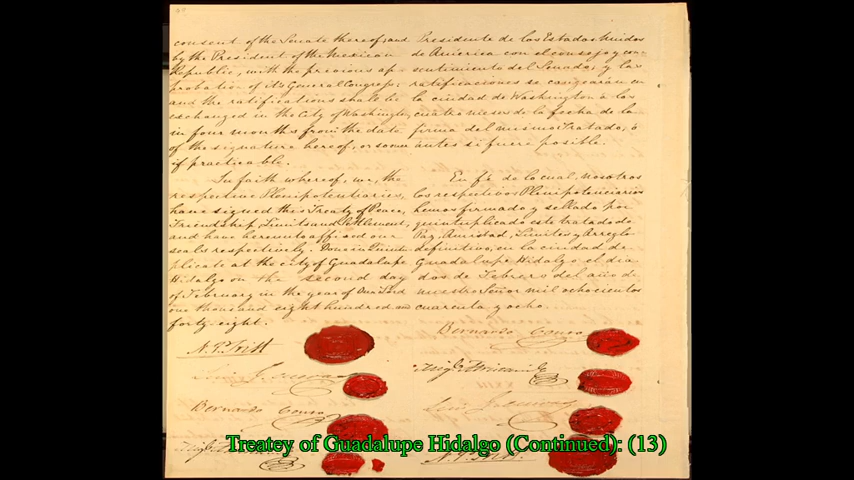 consent of the Senate thereof; and
by the President of the Mexican
Republic, with the previous ap-
probation of its General Congress;
and the ratifications shall be
exchanged in the City of Washington,
in four months from the date
of the signature hereof, or sooner
if practicable.
In faith whereof, we, the
respective Plenipotentiaries,
have signed this Treaty of Peace,
Friendship, Limits and Settlement,
and have hereunto affixed our
seals respectively. Done in Quintu-
plicate at the city of Guadalupe
Hidalgo on the second day
of February in the year of Our Lord
one thousand eight hundred and
forty-eight.
N. P. Trist
Bernardo Couto
Presidente de los Estados Unidos
de America con el consejo y con-
sentimiento del Senado; y las
ratificaciones se cangearán en
la ciudad de Washington a los
cuatro meses de la fecha de la
firma del mismo Tratado, ó
antes si fuere posible.
En fé de lo cual, nosotros
los respectivos Plenipotenciarios
hemos firmado y sellado por
quintuplicado este tratado de
Paz, Amistad, Límites y Arreglo
definitivo, en la ciudad de
Guadalupe Hidalgo el dia
dos de Febrero del año de
nuestro Señor mil ochocientos
cuarenta y ocho.
Bernardo Couto
N. P. Trist
Treatey of Guadalupe Hidalgo (Continued): (13)